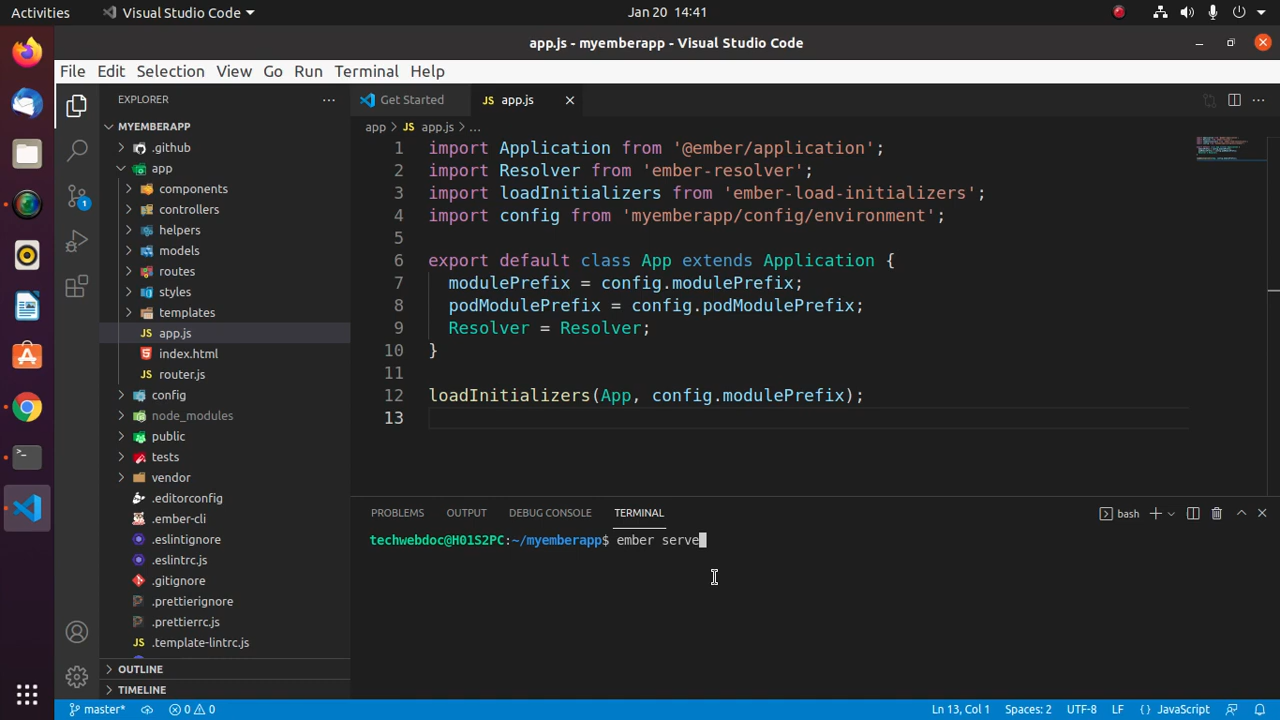 Activities Visual Studio Code Jan 20 14:41
app.js - myemberapp - Visual Studio Code
File Edit Selection View Go Run Terminal Help
EXPLORER
MYEMBERAPP
.github
app
components
controllers
helpers
models
routes
styles
templates
app.js
index.html
router.js
config
node_modules
public
tests
vendor
.editorconfig
.ember-cli
.eslintignore
.eslintrc.js
.gitignore
.prettierignore
.prettierrc.js
.template-lintrc.js
OUTLINE
TIMELINE
1
Get Started app.js
app > JS app.js > ...
1 import Application from '@ember/application';
2 import Resolver from 'ember-resolver';
3 import loadInitializers from 'ember-load-initializers';
4 import config from 'myemberapp/config/environment';
5
6 export default class App extends Application {
7 modulePrefix = config.modulePrefix;
8 podModulePrefix = config.podModulePrefix;
9 Resolver = Resolver;
10 }
11
12 loadInitializers(App, config.modulePrefix);
13
PROBLEMS OUTPUT DEBUG CONSOLE TERMINAL bash
techwebdoc@H01S2PC:~/myemberapp$ ember serve
master* 0 0 Ln 13, Col 1 Spaces: 2 UTF-8 LF {} JavaScript